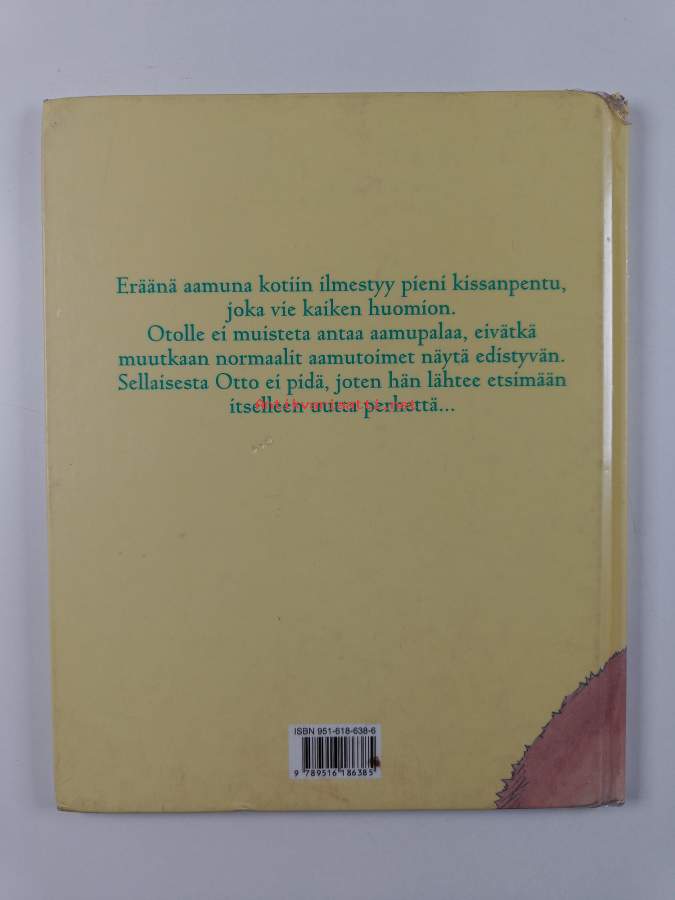 Eräänä aamuna kotiin ilmestyy pieni kissanpentu,
joka vie kaiken huomion.
Otolle ei muisteta antaa aamupalaa, eivätkä
muutkaan normaalit aamutoimet näytä edistyvän.
Sellaisesta Otto ei pidä, joten hän lähtee etsimään
itselleen uutta perhettä...
Antikvariaatti.net
ISBN 951-618-638-6
9 789516 186385